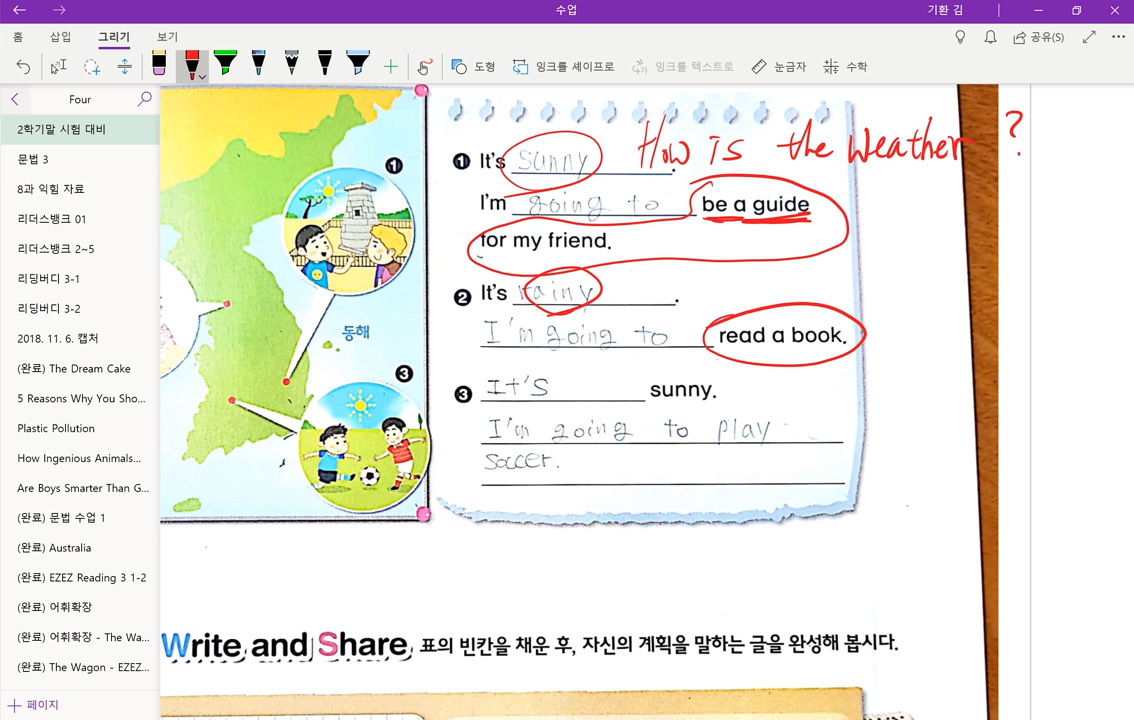 수업
기환 김
홈 삽입 그리기 보기
공유(S)
도형 잉크를 셰이프로 잉크를 텍스트로 눈금자 수학
Four
2학기말 시험 대비
문법 3
8과 익힘 자료
리더스뱅크 01
리더스뱅크 2~5
리딩버디 3-1
리딩버디 3-2
2018. 11. 6. 캡처
(완료) The Dream Cake
5 Reasons Why You Sho...
Plastic Pollution
How Ingenious Animals...
Are Boys Smarter Than G...
(완료) 문법 수업 1
(완료) Australia
(완료) EZEZ Reading 3 1-2
(완료) 어휘확장
(완료) 어휘확장 - The Wa...
(완료) The Wagon - EZEZ...
페이지
1
동해
3
How is the Weather ?
1 It's sunny.
I'm going to be a guide
for my friend.
2 It's rainy.
I'm going to read a book.
3 It's sunny.
I'm going to play
soccer.
Write and Share 표의 빈칸을 채운 후, 자신의 계획을 말하는 글을 완성해 봅시다.